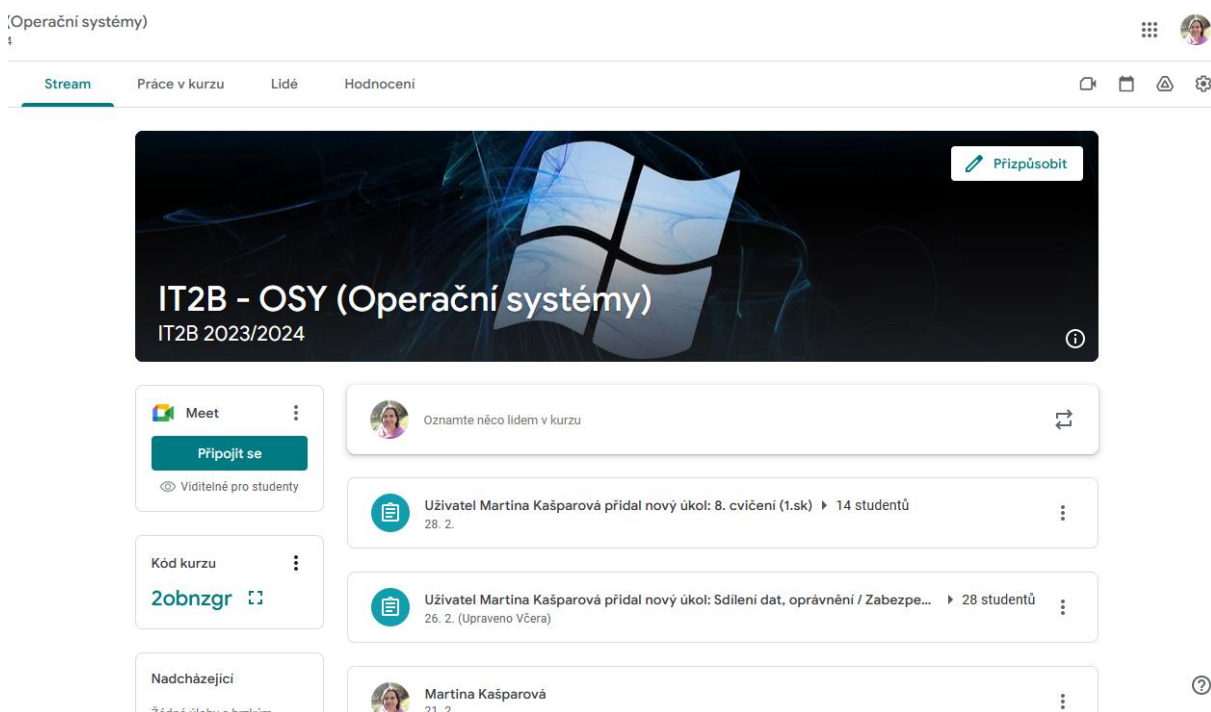 (Operační systémy)
4
Stream Práce v kurzu Lidé Hodnocení
Přizpůsobit
IT2B - OSY (Operační systémy)
IT2B 2023/2024
Meet
Připojit se
Viditelné pro studenty
Kód kurzu
2obnzgr
Nadcházející
Oznamte něco lidem v kurzu
Uživatel Martina Kašparová přidal nový úkol: 8. cvičení (1.sk) 14 studentů
28. 2.
Uživatel Martina Kašparová přidal nový úkol: Sdílení dat, oprávnění / Zabezpe... 28 studentů
26. 2. (Upraveno Včera)
Martina Kašparová
21. 2.